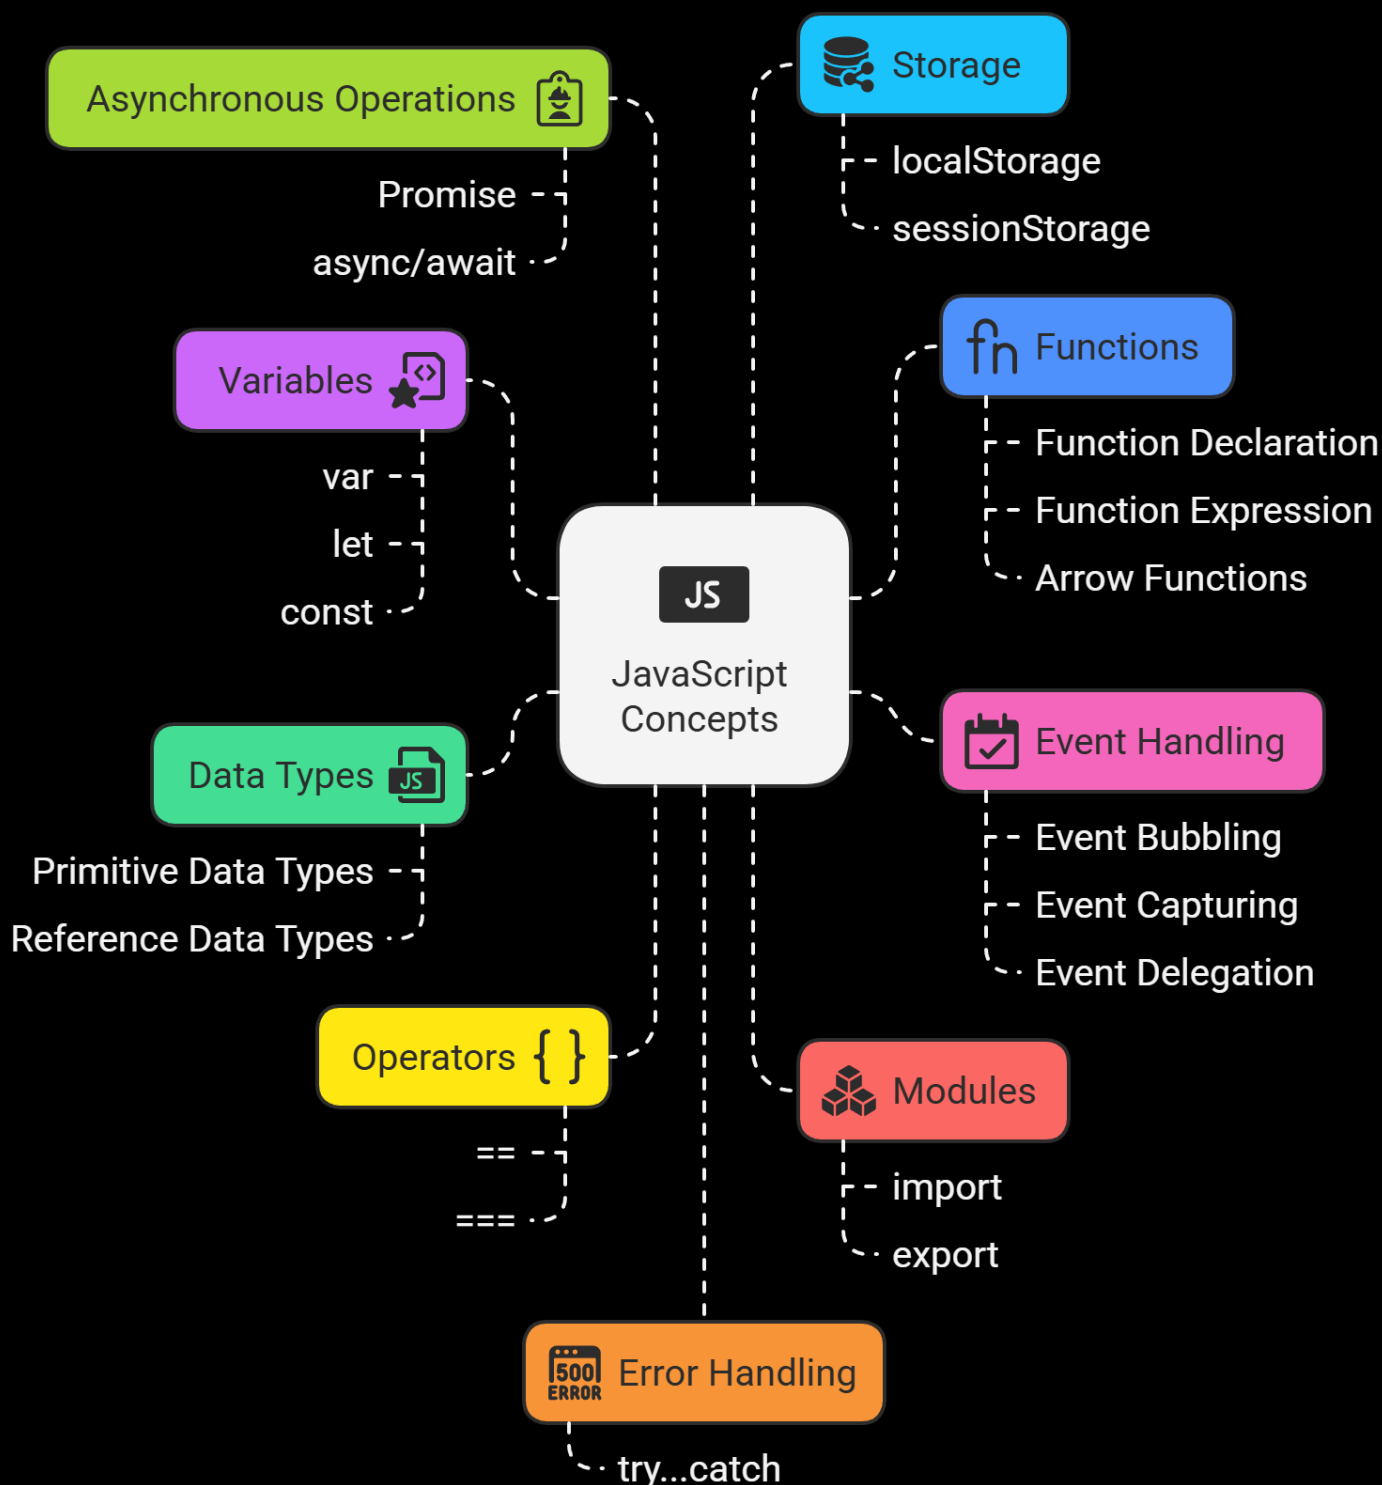 Asynchronous Operations
Promise
async/await
Storage
localStorage
sessionStorage
Variables
var
let
const
Functions
Function Declaration
Function Expression
Arrow Functions
JS
JavaScript
Concepts
Data Types
JS
Primitive Data Types
Reference Data Types
Event Handling
Event Bubbling
Event Capturing
Event Delegation
Operators { }
==
===
Modules
import
export
500
ERROR
Error Handling
try...catch